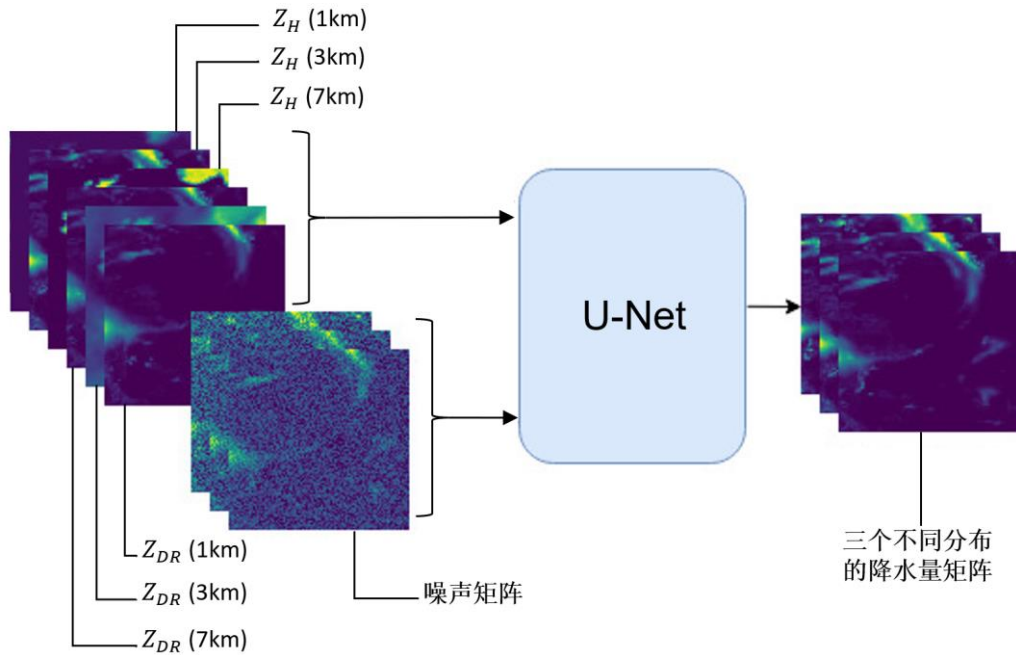 Z_H (1km)
Z_H (3km)
Z_H (7km)
U-Net
Z_DR (1km)
Z_DR (3km)
Z_DR (7km)
噪声矩阵
三个不同分布
的降水量矩阵